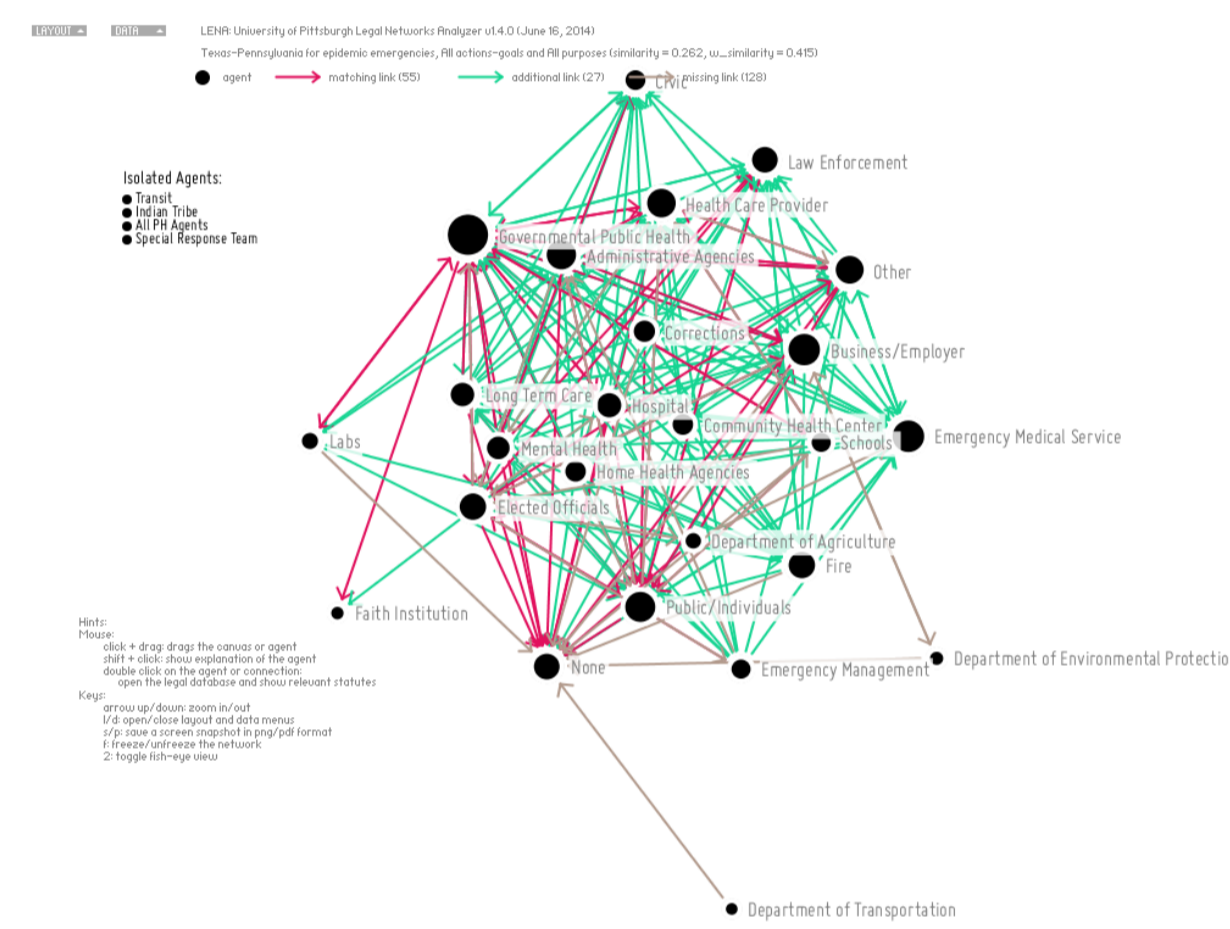 LAYOUT
DATA
LENA: University of Pittsburgh Legal Networks Analyzer v1.4.0 (June 16, 2014)
Texas-Pennsylvania for epidemic emergencies, All actions-goals and All purposes (similarity = 0.262, w_similarity = 0.415)
agent
matching link (55)
additional link (27)
missing link (128)
Civic
Law Enforcement
Isolated Agents:
Transit
Indian Tribe
All PH Agents
Special Response Team
Health Care Provider
Governmental Public Health
Administrative Agencies
Other
Corrections
Business/Employer
Long Term Care
Hospital
Community Health Center
Emergency Medical Service
Labs
Schools
Mental Health
Home Health Agencies
Elected Officials
Department of Agriculture
Fire
Public/Individuals
Faith Institution
None
Emergency Management
Department of Environmental Protectio
Hints:
Mouse:
click + drag: drags the canvas or agent
shift + click: show explanation of the agent
double click on the agent or connection:
open the legal database and show relevant statutes
Keys:
arrow up/down: zoom in/out
l/d: open/close layout and data menus
s/p: save a screen snapshot in png/pdf format
f: freeze/unfreeze the network
2: toggle fish-eye view
Department of Transportation